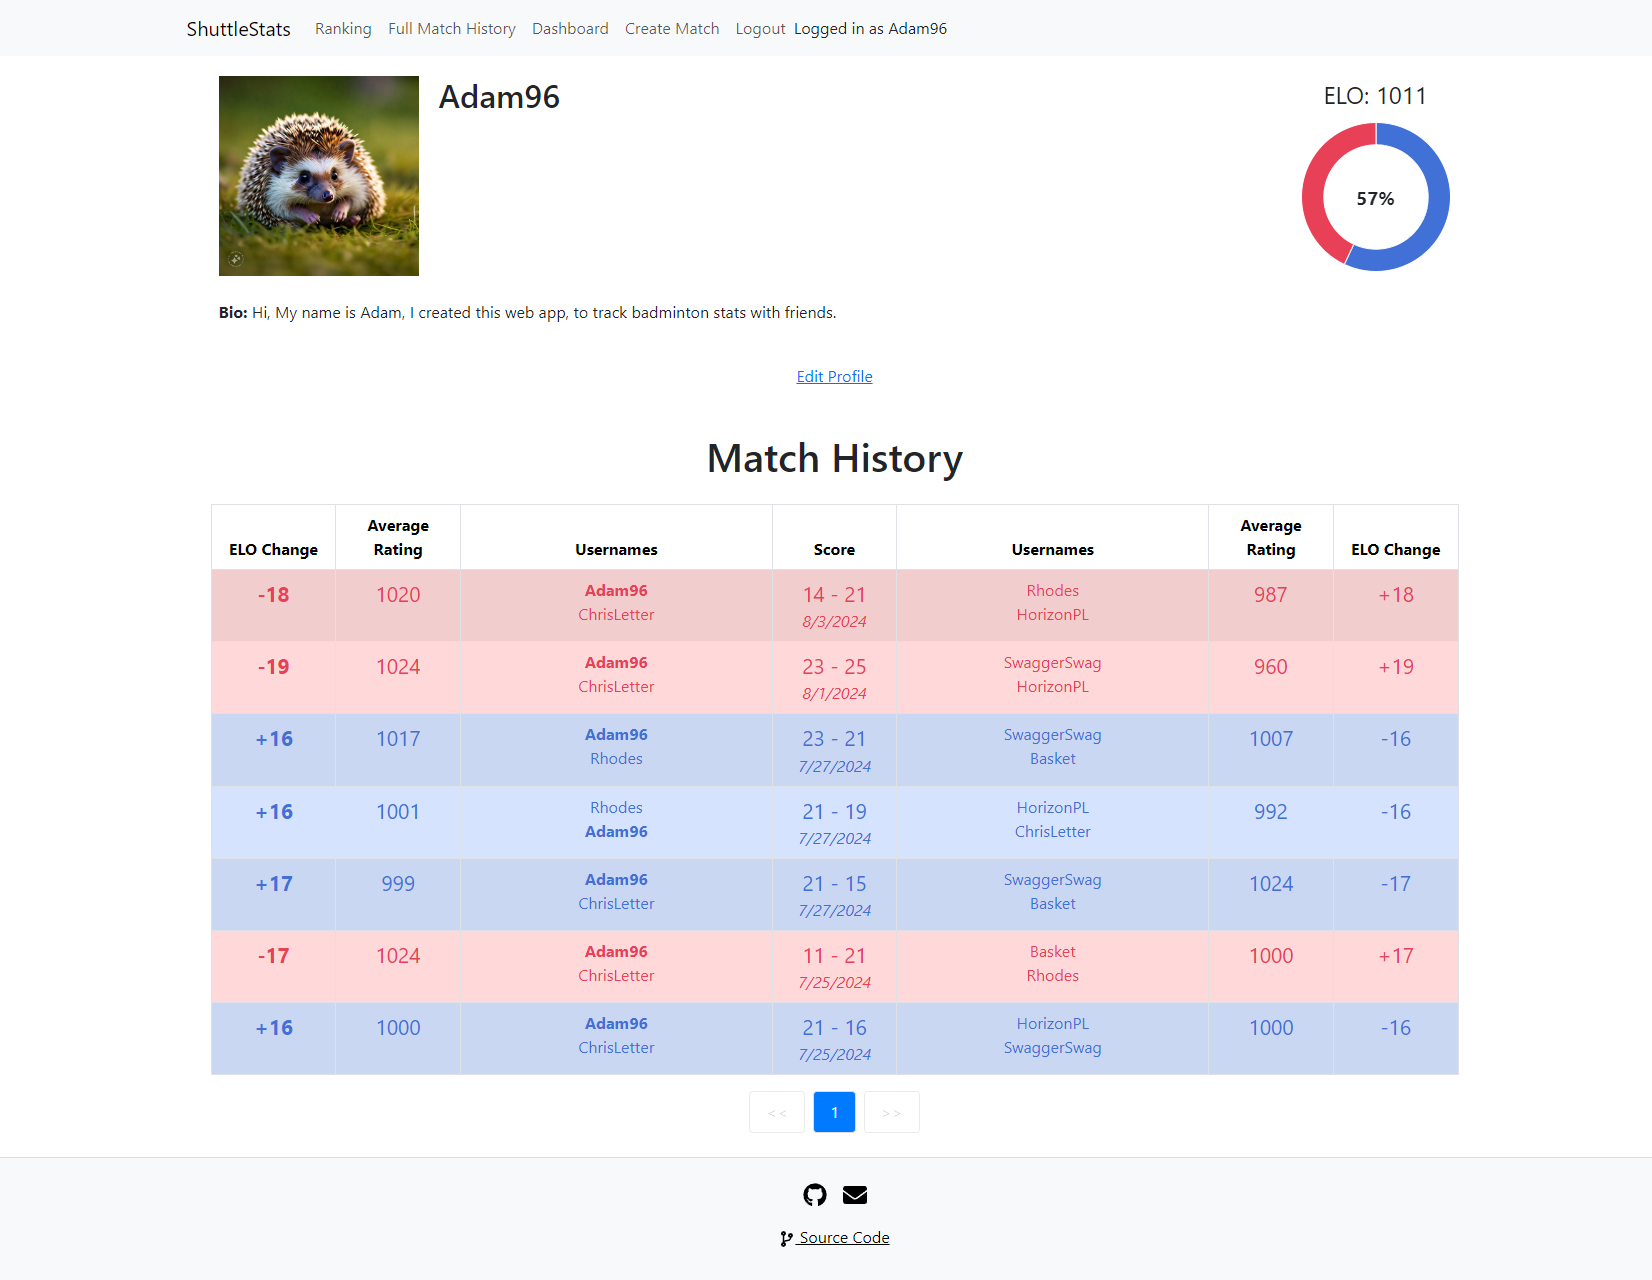 ShuttleStats Ranking Full Match History Dashboard Create Match Logout Logged in as Adam96
Adam96
ELO: 1011
57%
Bio: Hi, My name is Adam, I created this web app, to track badminton stats with friends.
Edit Profile
Match History
ELO Change Average Rating Usernames Score Usernames Average Rating ELO Change
-18 1020 Adam96 14 - 21 Rhodes 987 +18
ChrisLetter 8/3/2024 HorizonPL
-19 1024 Adam96 23 - 25 SwaggerSwag 960 +19
ChrisLetter 8/1/2024 HorizonPL
+16 1017 Adam96 23 - 21 SwaggerSwag 1007 -16
Rhodes 7/27/2024 Basket
+16 1001 Rhodes 21 - 19 HorizonPL 992 -16
Adam96 7/27/2024 ChrisLetter
+17 999 Adam96 21 - 15 SwaggerSwag 1024 -17
ChrisLetter 7/27/2024 Basket
-17 1024 Adam96 11 - 21 Basket 1000 +17
ChrisLetter 7/25/2024 Rhodes
+16 1000 Adam96 21 - 16 HorizonPL 1000 -16
ChrisLetter 7/25/2024 SwaggerSwag
<< 1 >>
Source Code